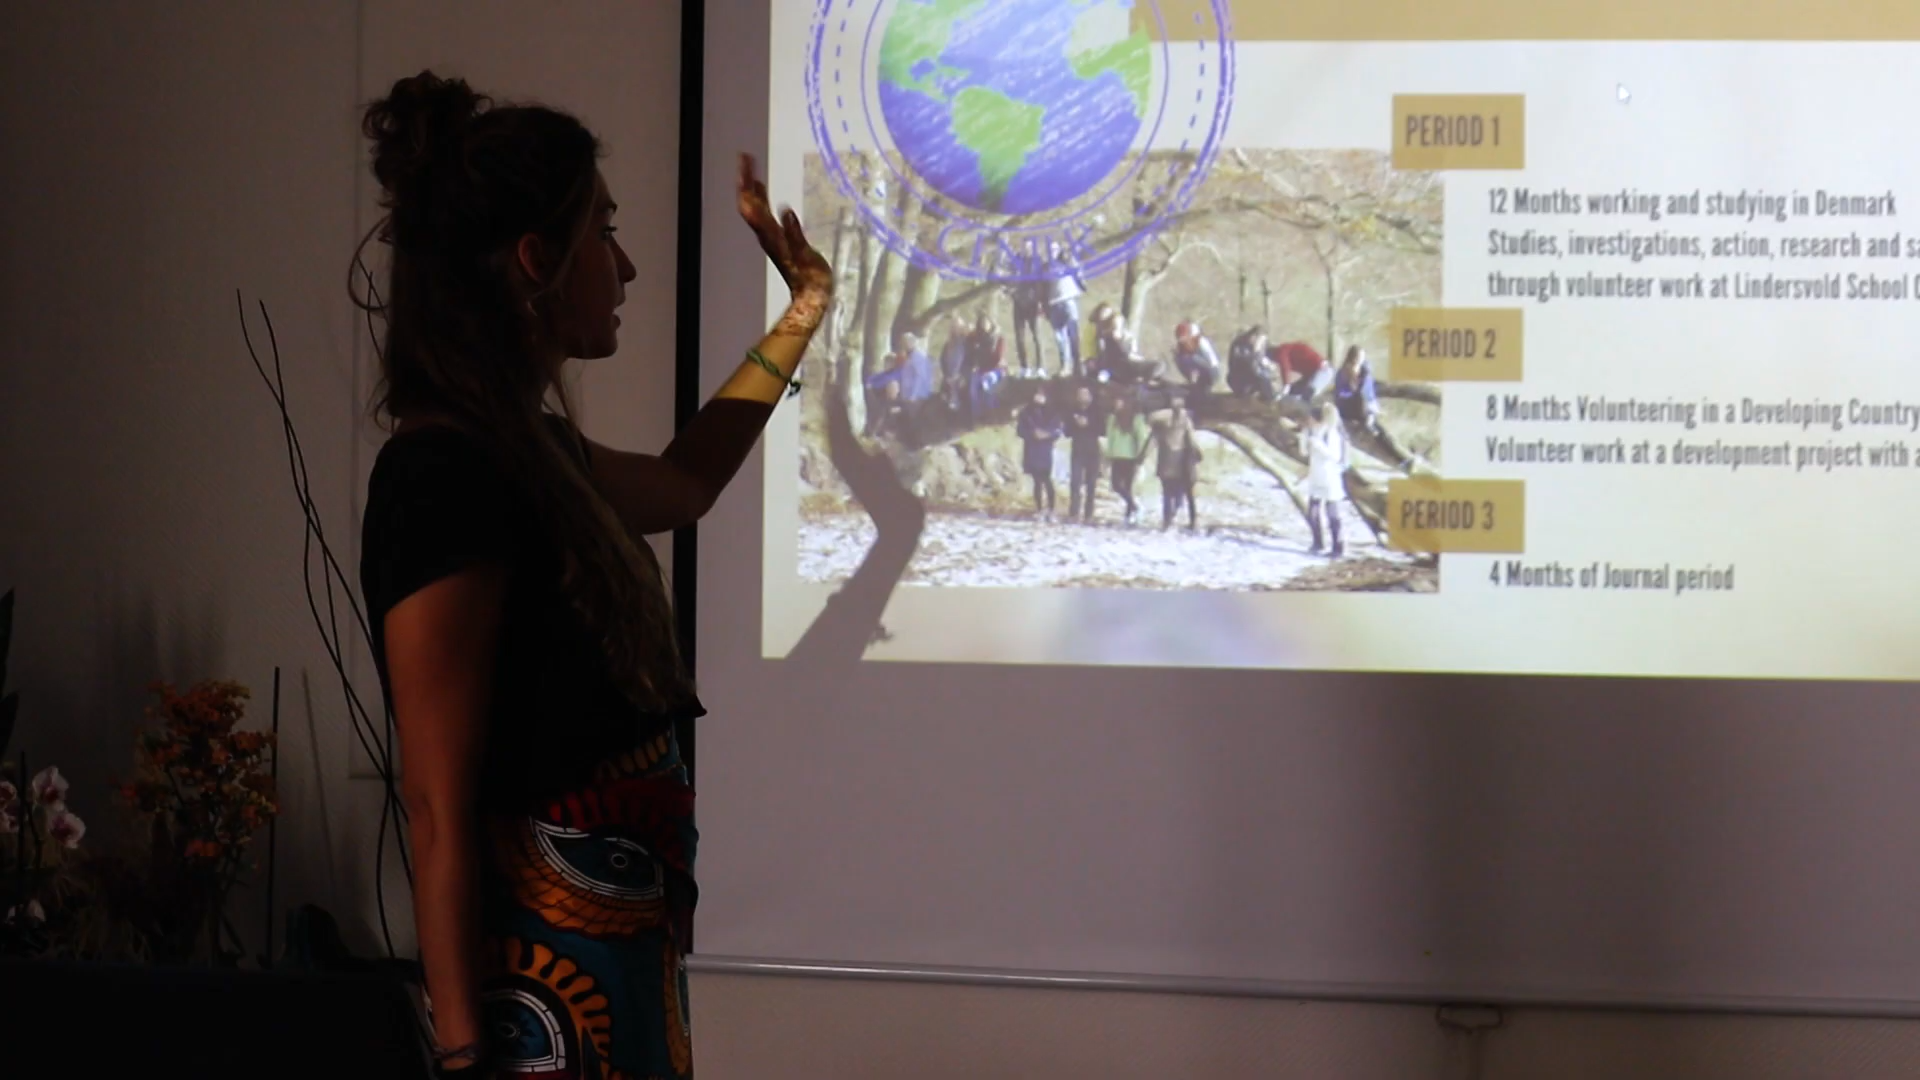 CENTER
PERIOD 1
12 Months working and studying in Denmark
Studies, investigations, action, research and
through volunteer work at Lindersvold School
PERIOD 2
8 Months Volunteering in a Developing Country
Volunteer work at a development project with
PERIOD 3
4 Months of Journal period